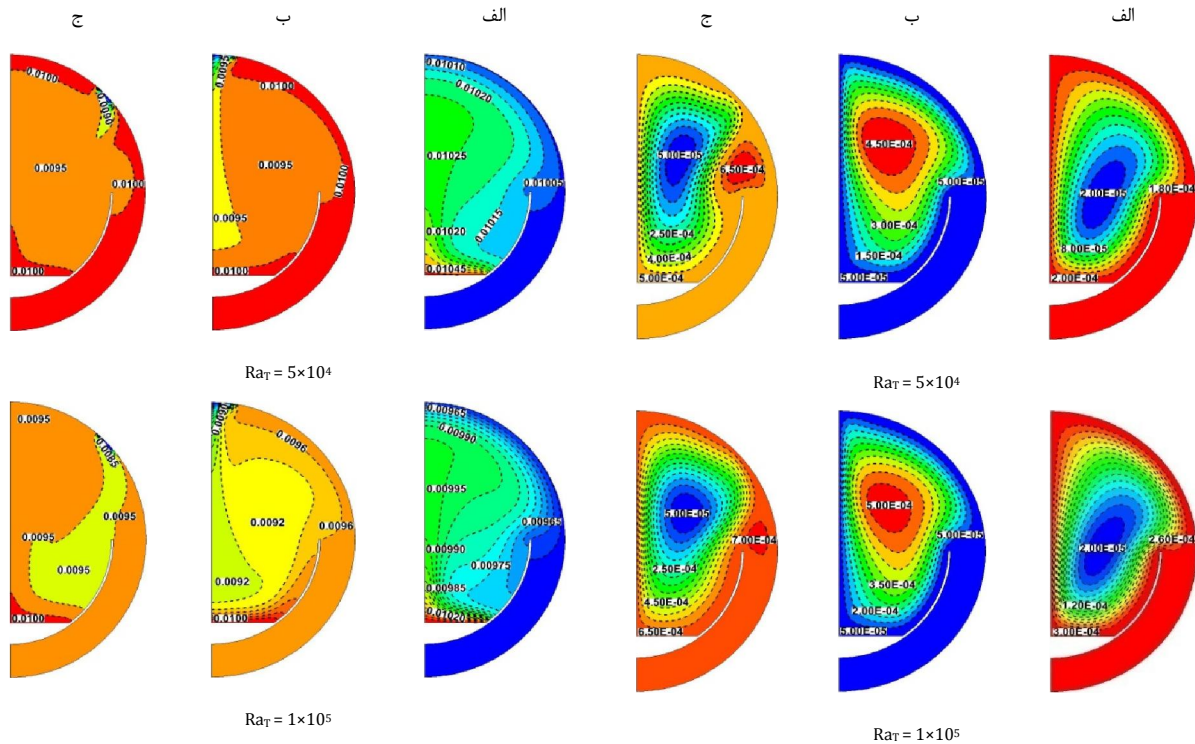 ج ب الف ج ب الف
0.0100
0.0090
0.0095
0.0100
0.0100
0.0095
0.0100
0.0095
0.0100
0.0095
0.0100
0.01010
0.01020
0.01025
0.01005
0.01015
0.01020
0.01045
5.00E-05
6.50E-04
2.50E-04
4.00E-04
5.00E-04
4.50E-04
5.00E-05
3.00E-04
1.50E-04
5.00E-05
1.80E-04
2.00E-05
8.00E-05
2.00E-04
RaT = 5×10⁴
RaT = 5×10⁴
0.0095
0.0085
0.0095
0.0095
0.0095
0.0100
0.0090
0.0096
0.0092
0.0096
0.0092
0.0100
0.00965
0.00990
0.00995
0.00965
0.00990
0.00975
0.00985
0.01020
5.00E-05
7.00E-04
2.50E-04
4.50E-04
6.50E-04
5.00E-04
5.00E-05
3.50E-04
2.00E-04
5.00E-05
2.60E-04
2.00E-05
1.20E-04
3.00E-04
RaT = 1×10⁵
RaT = 1×10⁵